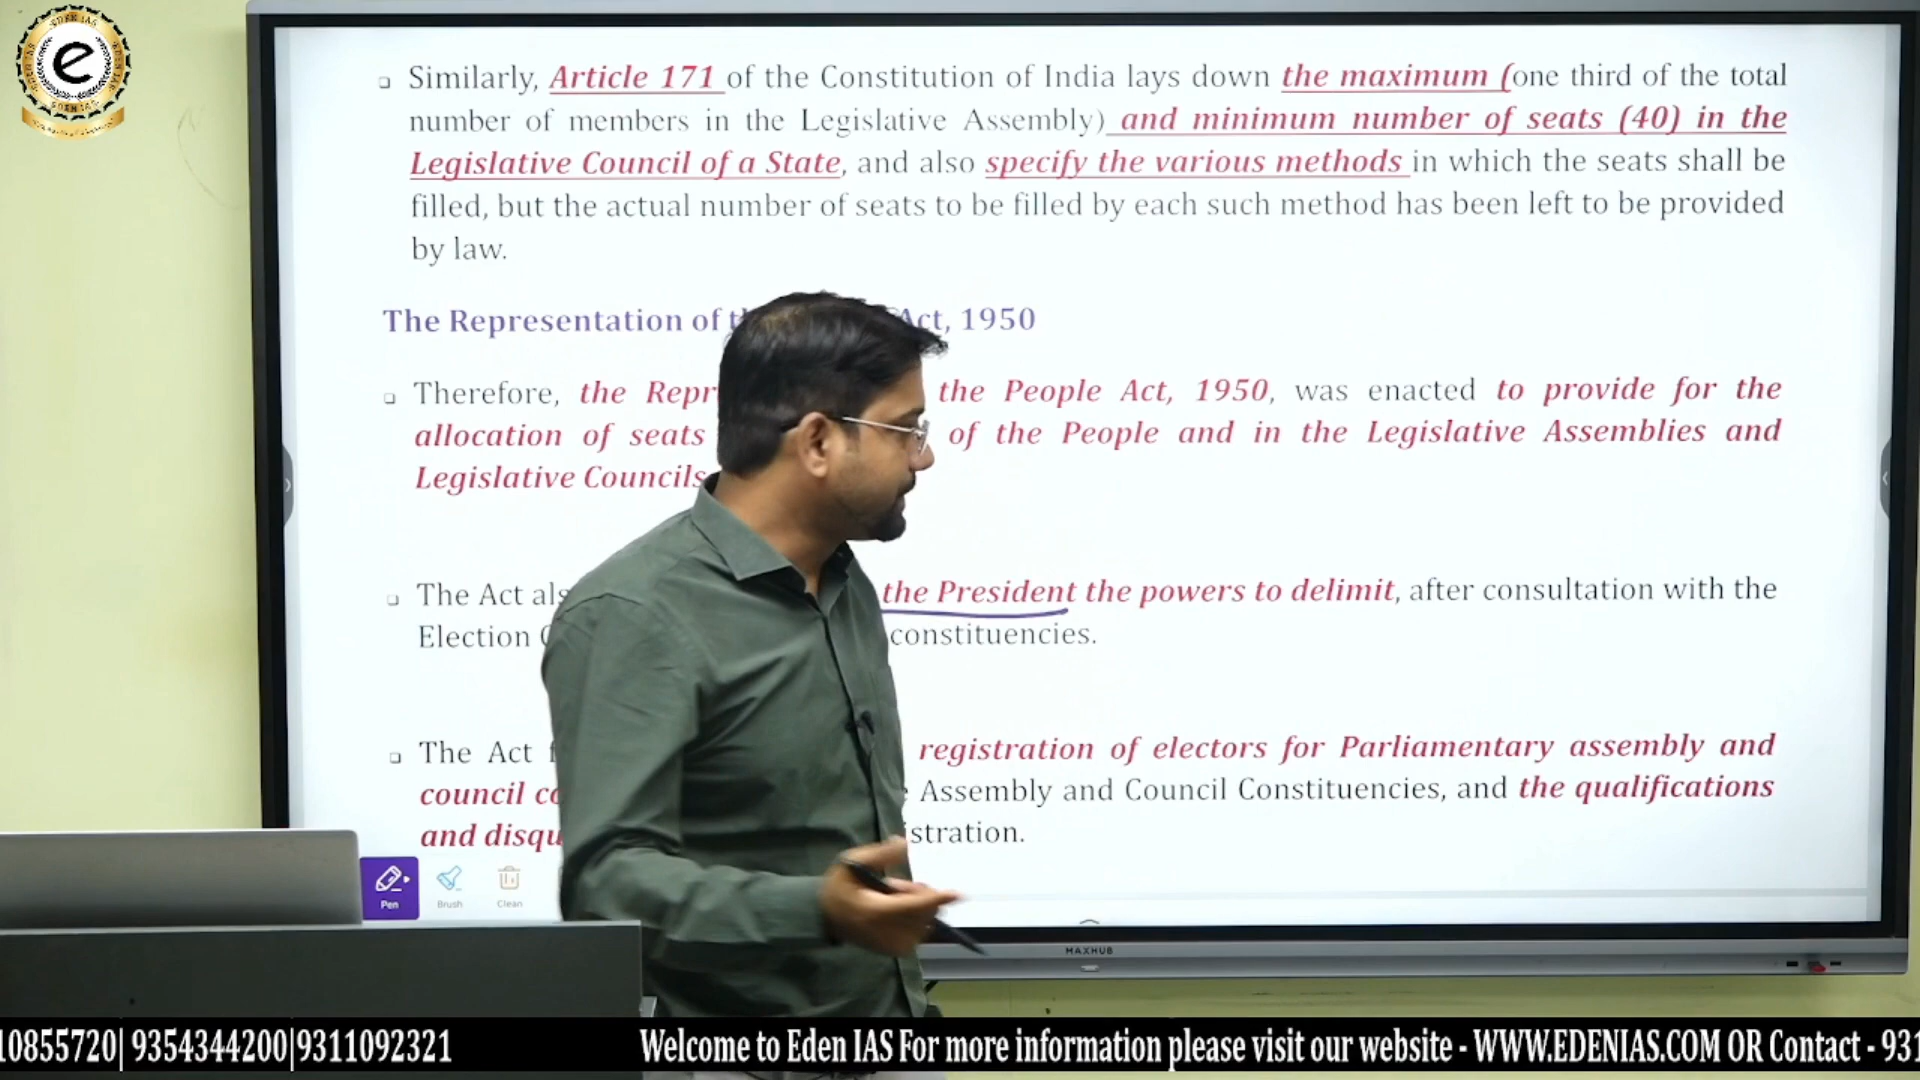 e
EDEN IAS
Similarly, Article 171 of the Constitution of India lays down the maximum (one third of the total
number of members in the Legislative Assembly) and minimum number of seats (40) in the
Legislative Council of a State, and also specify the various methods in which the seats shall be
filled, but the actual number of seats to be filled by each such method has been left to be provided
by law.
The Representation of Act, 1950
Therefore, the the People Act, 1950, was enacted to provide for the
allocation of seats of the People and in the Legislative Assemblies and
Legislative Councils
The Act the President the powers to delimit, after consultation with the
Election constituencies.
The Act registration of electors for Parliamentary assembly and
council Assembly and Council Constituencies, and the qualifications
and
Pen Brush Clean
MAXHUB
10855720| 9354344200|9311092321 Welcome to Eden IAS For more information please visit our website - WWW.EDENIAS.COM OR Contact - 931